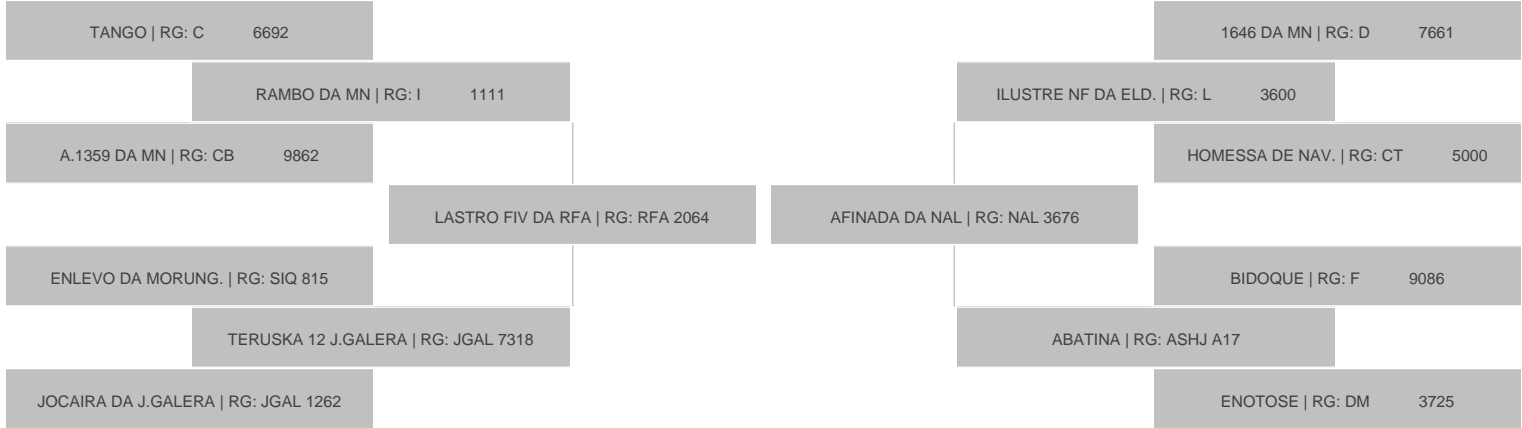 TANGO | RG: C 6692
1646 DA MN | RG: D 7661
RAMBO DA MN | RG: I 1111
ILUSTRE NF DA ELD. | RG: L 3600
A.1359 DA MN | RG: CB 9862
HOMESSA DE NAV. | RG: CT 5000
LASTRO FIV DA RFA | RG: RFA 2064
AFINADA DA NAL | RG: NAL 3676
ENLEVO DA MORUNG. | RG: SIQ 815
BIDOQUE | RG: F 9086
TERUSKA 12 J.GALERA | RG: JGAL 7318
ABATINA | RG: ASHJ A17
JOCAIRA DA J.GALERA | RG: JGAL 1262
ENOTOSE | RG: DM 3725